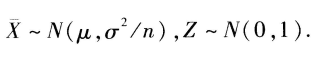 X̄ ~ N(μ,σ²/n),Z ~ N(0,1).